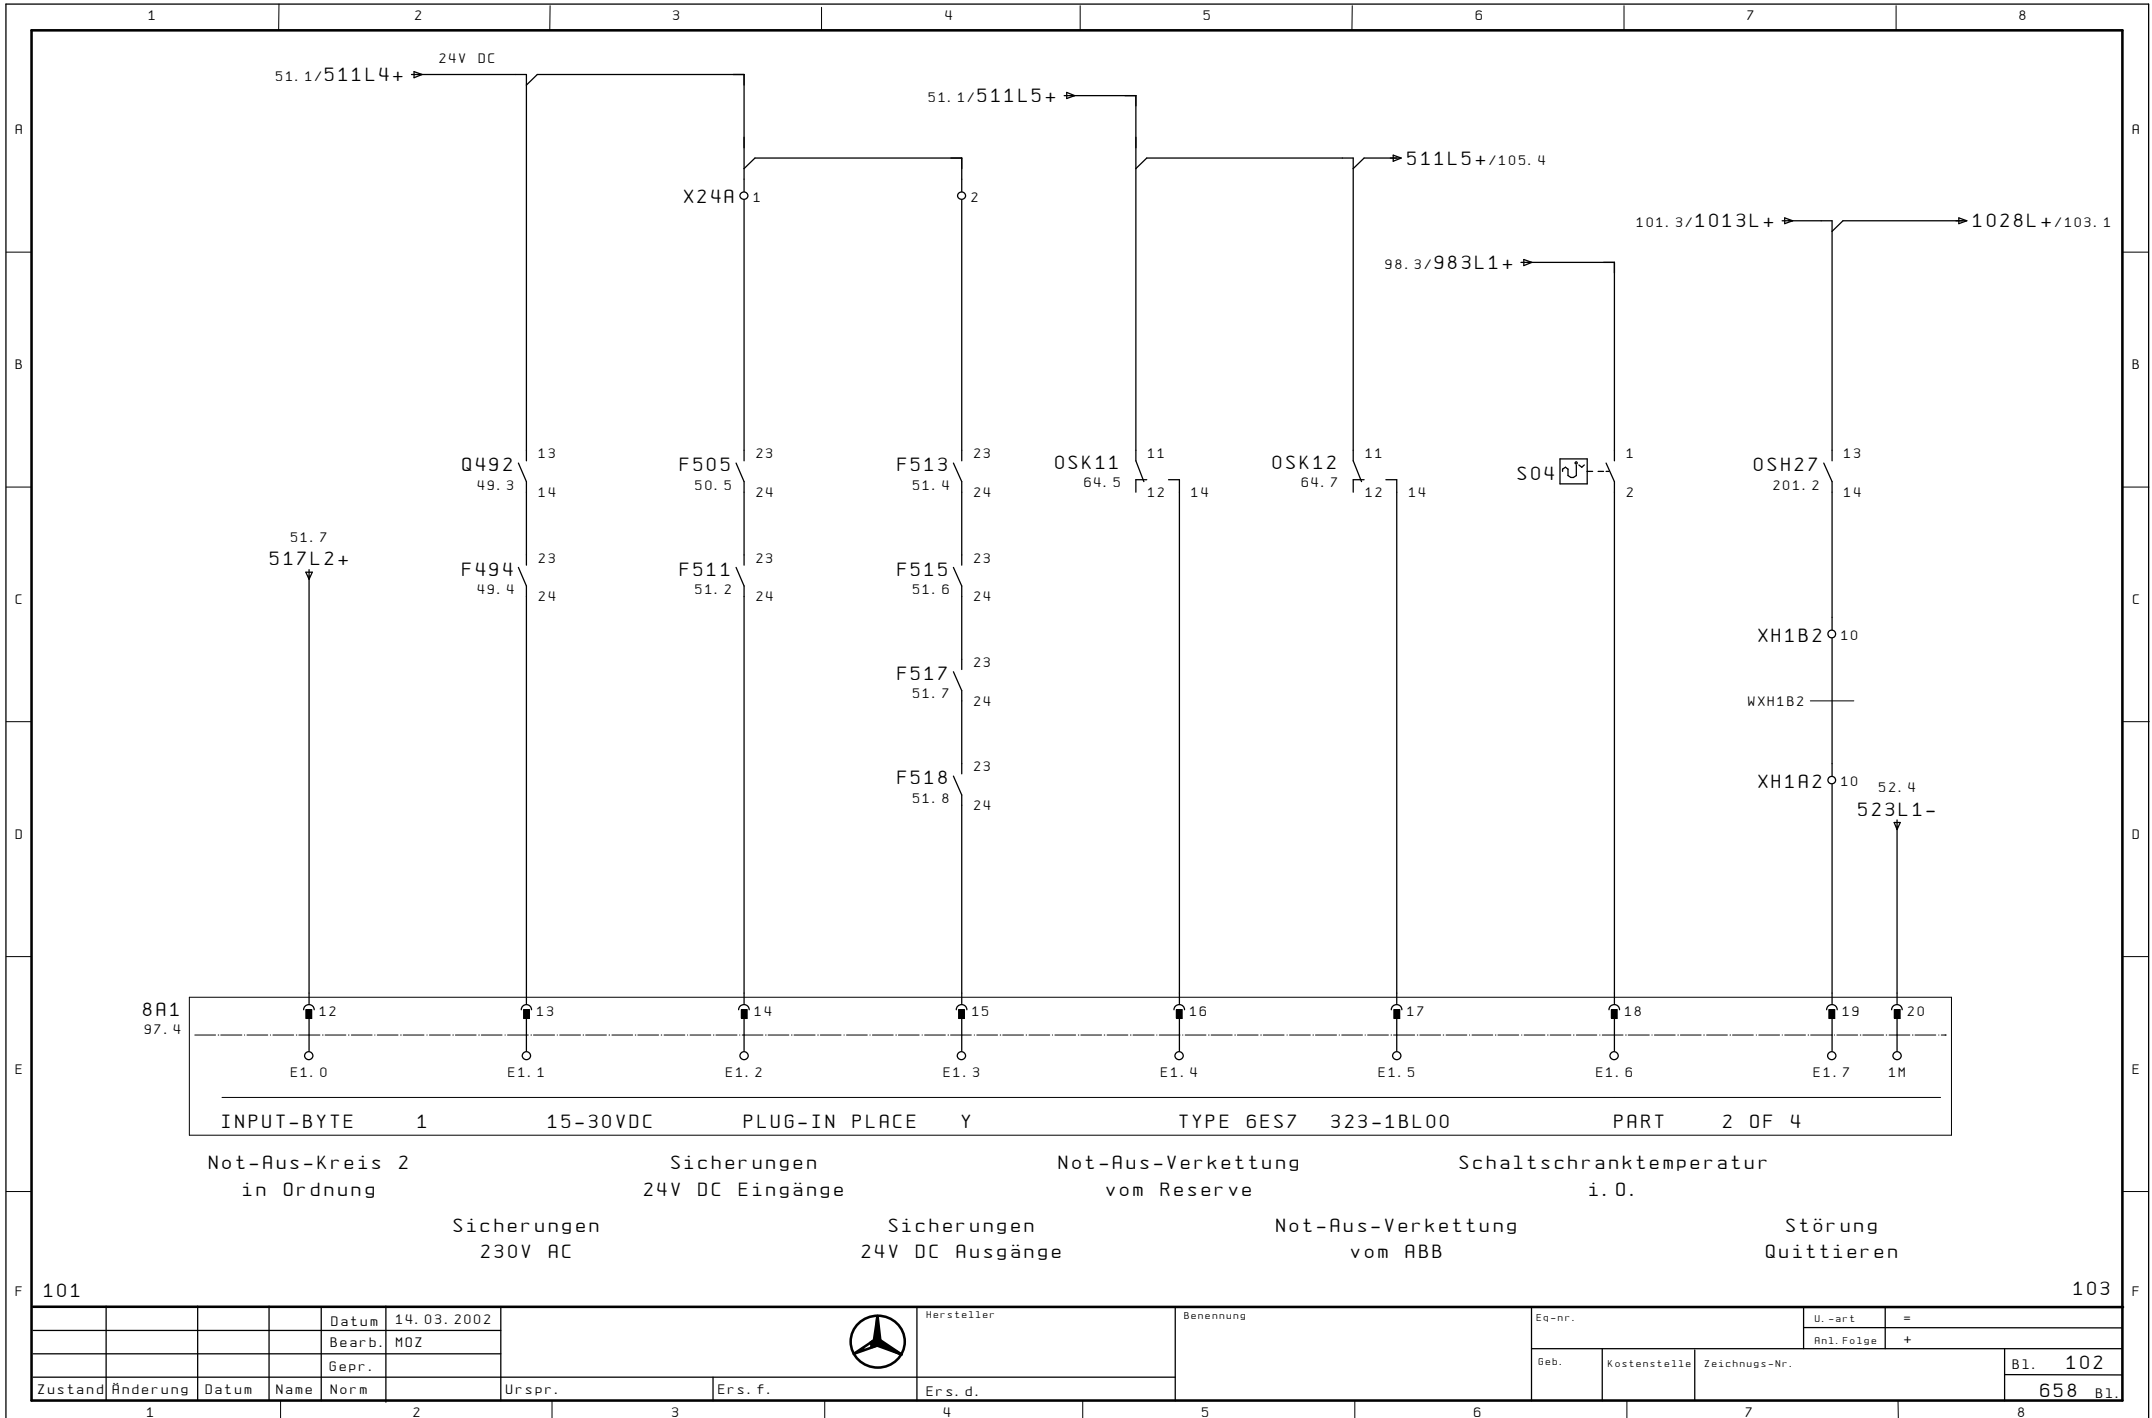 1 2 3 4 5 6 7 8
24V DC
51.1/511L4+
51.1/511L5+
A A
511L5+/105.4
X24A 1 2
101.3/1013L+ 1028L+/103.1
98.3/983L1+
B B
13 23 23 11 11 1 13
Q492 F505 F513 OSK11 OSK12 S04 OSH27
49.3 50.5 51.4 64.5 64.7 201.2
14 24 24 12 14 12 14 2 14
51.7
517L2+
23 23 23
F494 F511 F515
49.4 51.2 51.6
24 24 24
C C
XH1B2 10
23
F517
51.7
24
WXH1B2
23
F518
51.8
24
XH1A2 10
52.4
523L1-
D D
8A1 12 13 14 15 16 17 18 19 20
97.4
E E
E1.0 E1.1 E1.2 E1.3 E1.4 E1.5 E1.6 E1.7 1M
INPUT-BYTE 1 15-30VDC PLUG-IN PLACE Y TYPE 6ES7 323-1BL00 PART 2 OF 4
Not-Aus-Kreis 2
in Ordnung
Sicherungen
24V DC Eingänge
Not-Aus-Verkettung
vom Reserve
Schaltschranktemperatur
i.O.
Sicherungen
230V AC
Sicherungen
24V DC Ausgänge
Not-Aus-Verkettung
vom ABB
Störung
Quittieren
F 101 103 F
Datum 14.03.2002 Hersteller Benennung Eq-nr. U.-art =
Bearb. MOZ Anl.Folge +
Gepr. Geb. Kostenstelle Zeichnugs-Nr. Bl. 102
Zustand Änderung Datum Name Norm Urspr. Ers.f. Ers.d. 658 Bl.
1 2 3 4 5 6 7 8